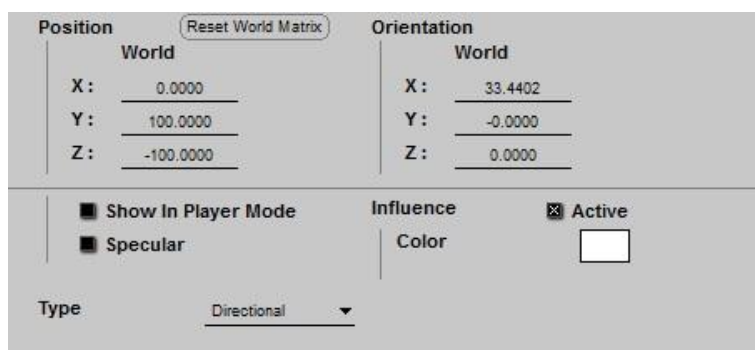 Position Reset World Matrix Orientation
World World
X : 0.0000 X : 33.4402
Y : 100.0000 Y : -0.0000
Z : -100.0000 Z : 0.0000
Show In Player Mode Influence Active
Specular Color
Type Directional